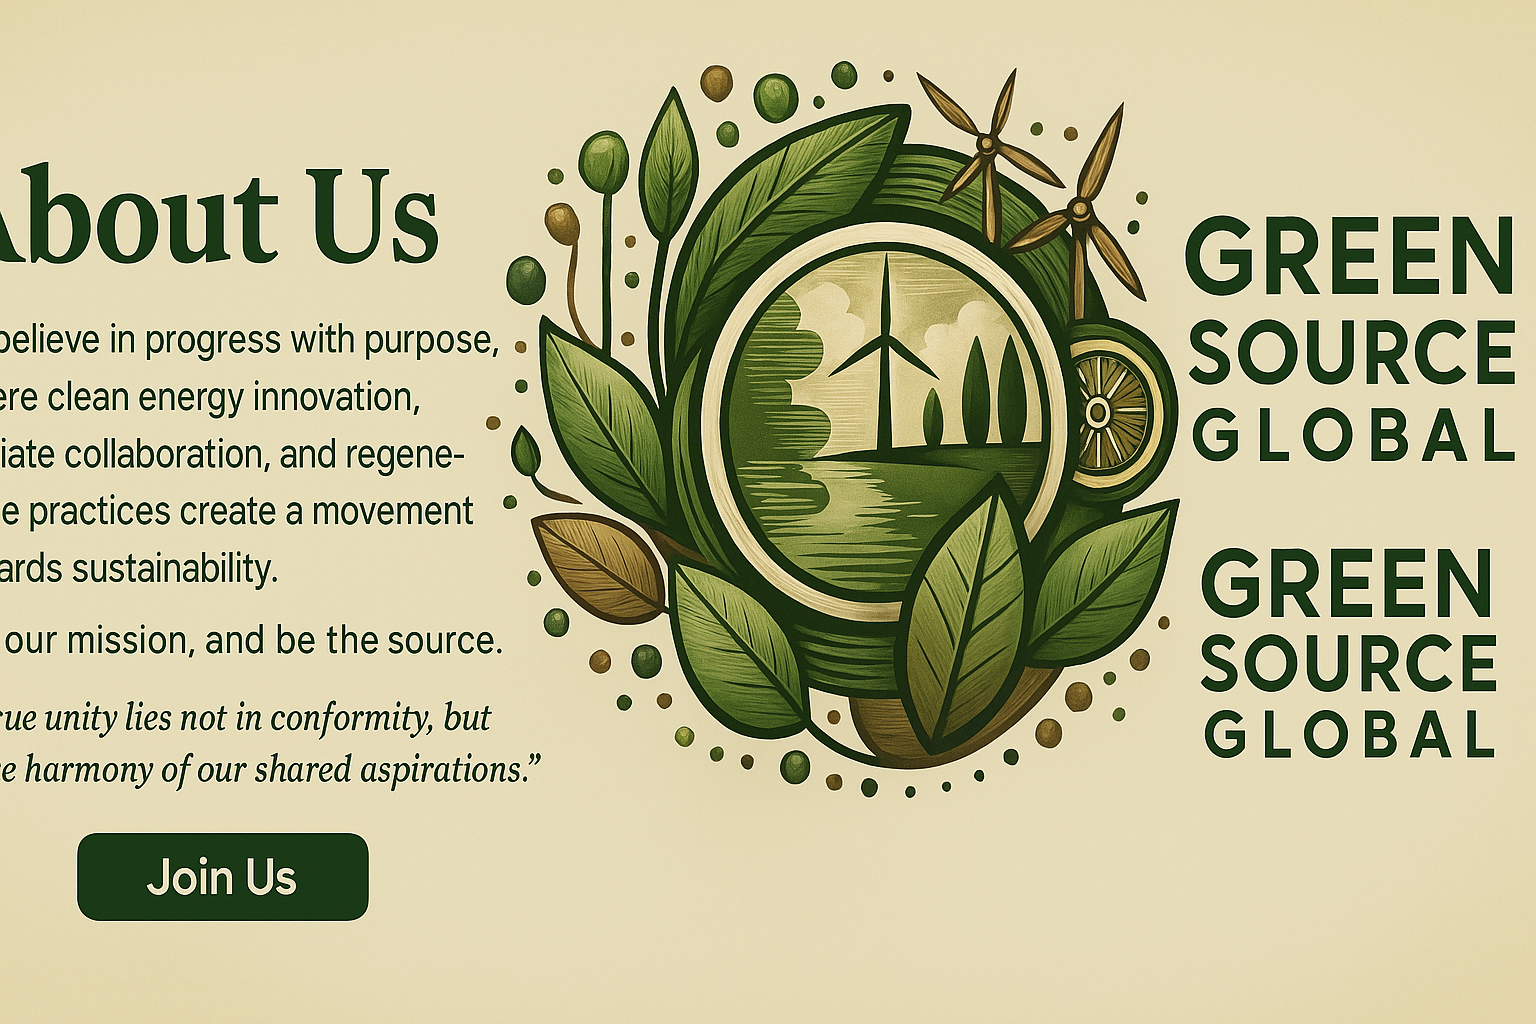 About Us
believe in progress with purpose,
ere clean energy innovation,
iate collaboration, and regene-
e practices create a movement
ards sustainability.
our mission, and be the source.
rue unity lies not in conformity, but
e harmony of our shared aspirations.”
Join Us
GREEN
SOURCE
GLOBAL
GREEN
SOURCE
GLOBAL